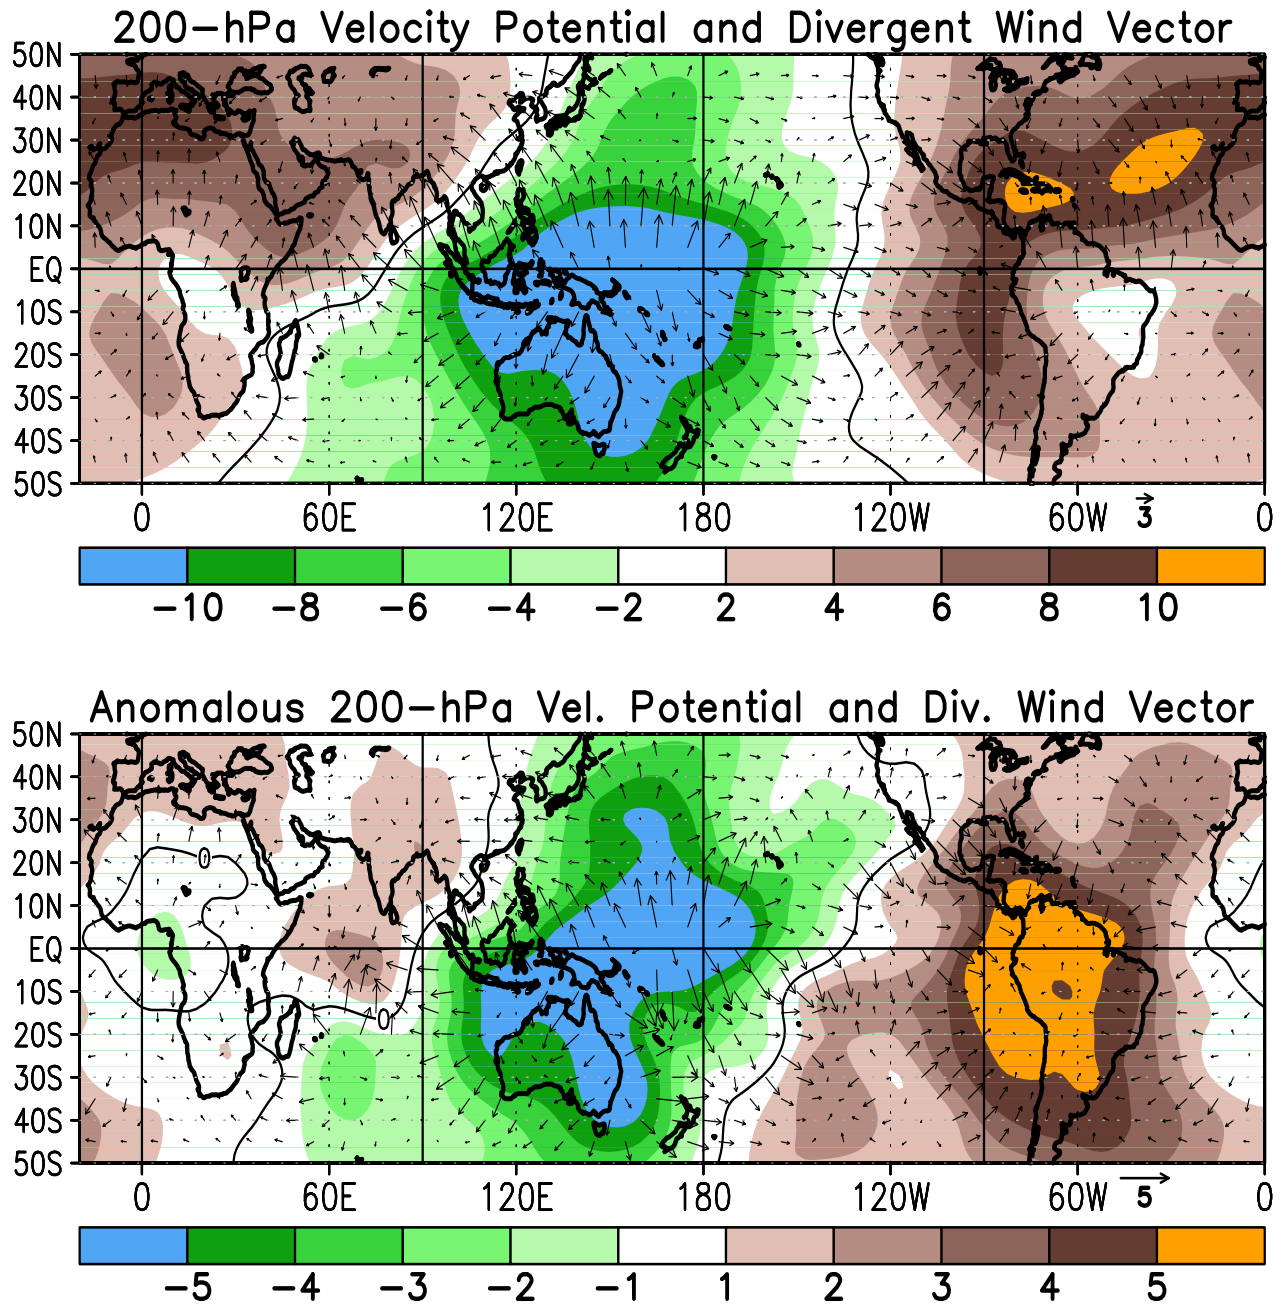 200-hPa Velocity Potential and Divergent Wind Vector
50N
40N
30N
20N
10N
EQ
10S
20S
30S
40S
50S
0 60E 120E 180 120W 60W 3 0
-10 -8 -6 -4 -2 2 4 6 8 10
Anomalous 200-hPa Vel. Potential and Div. Wind Vector
50N
40N
30N
20N
10N
EQ
10S
20S
30S
40S
50S
0
0
0 60E 120E 180 120W 60W 5 0
-5 -4 -3 -2 -1 1 2 3 4 5